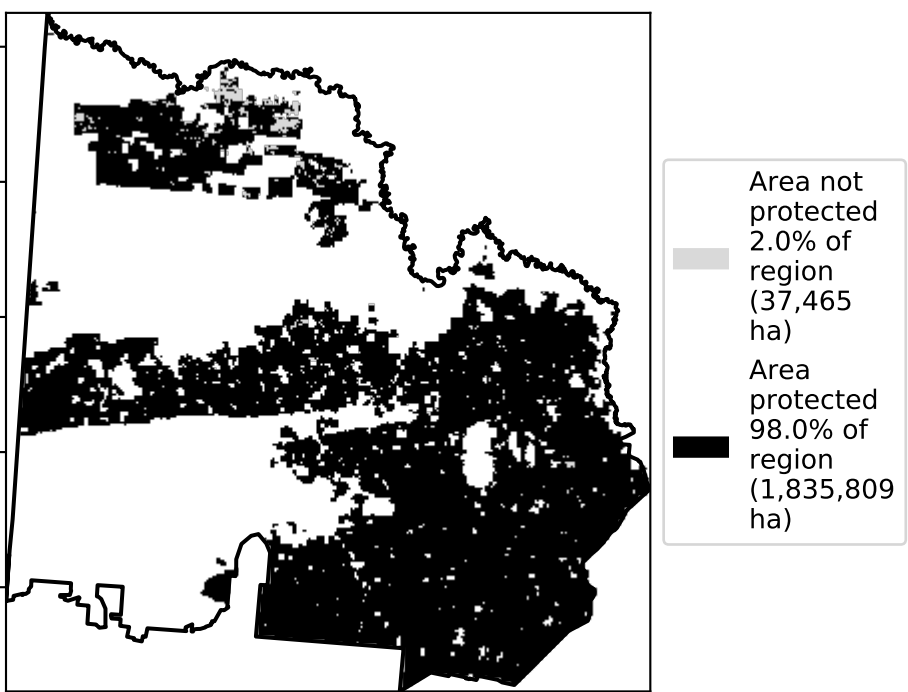 Area not
protected
2.0% of
region
(37,465
ha)
Area
protected
98.0% of
region
(1,835,809
ha)